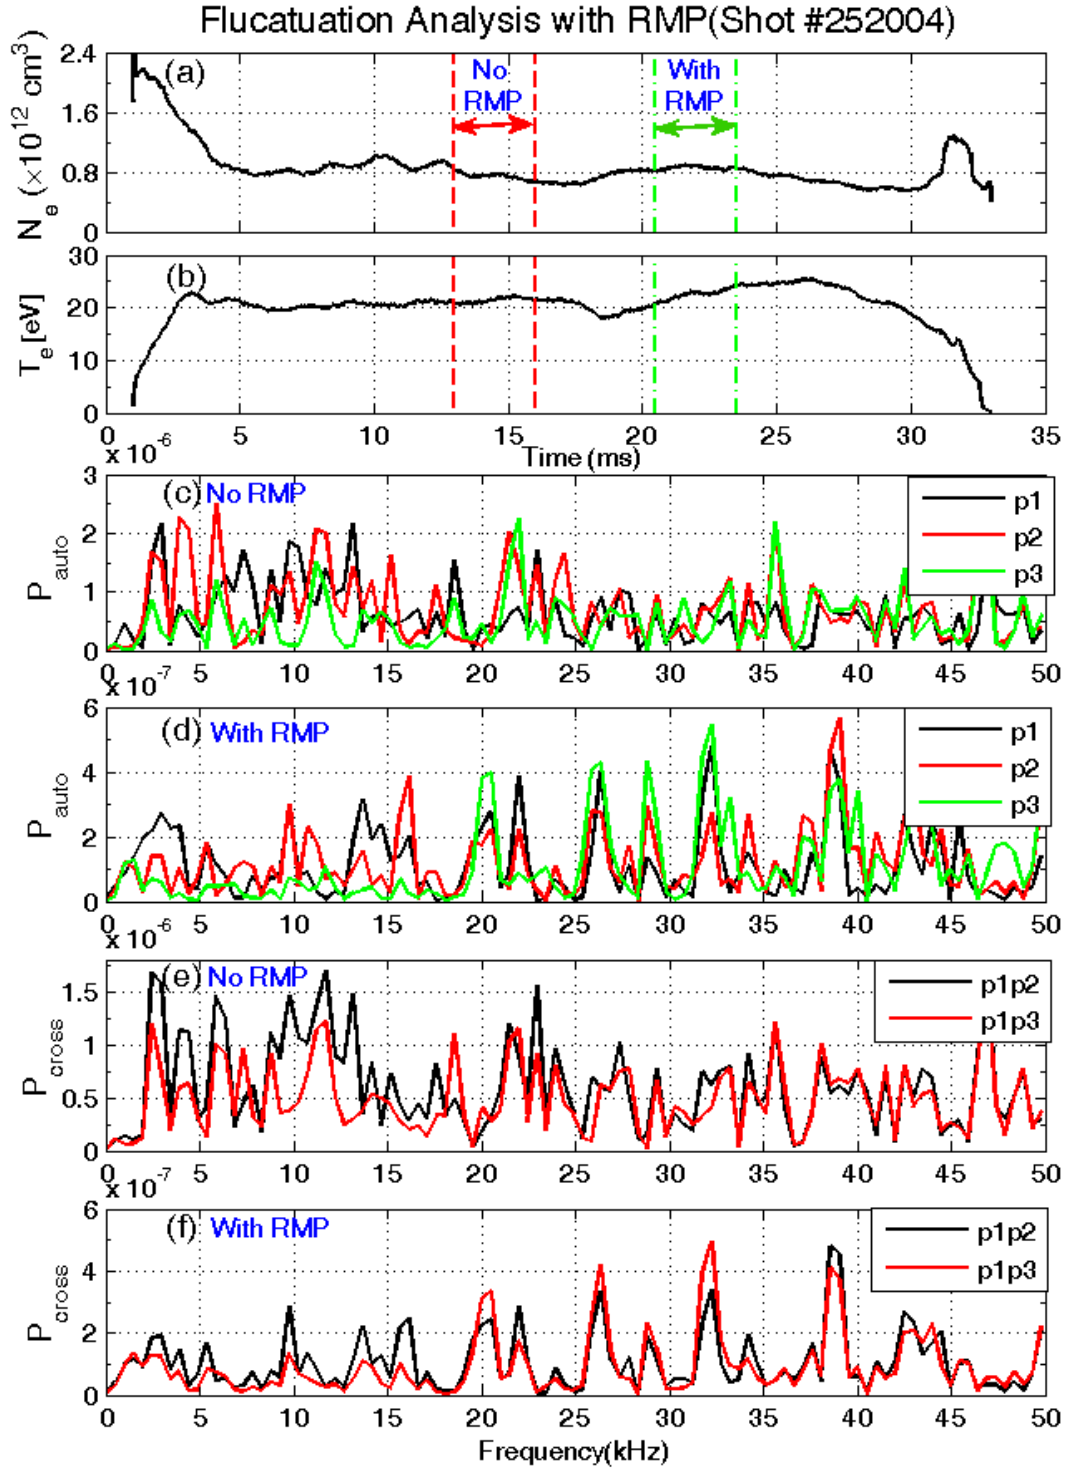 Flucatuation Analysis with RMP(Shot #252004)
N_e (×10^12 cm^3)
2.4
1.6
0.8
0
(a)
No
RMP
With
RMP
T_e [eV]
30
20
10
0
(b)
0 5 10 15 20 25 30 35
Time (ms)
x 10^-6
P_auto
3
2
1
0
(c) No RMP
p1
p2
p3
0 5 10 15 20 25 30 35 40 45 50
x 10^-7
P_auto
6
4
2
0
(d) With RMP
p1
p2
p3
0 5 10 15 20 25 30 35 40 45 50
x 10^-6
P_cross
1.5
1
0.5
0
(e) No RMP
p1p2
p1p3
0 5 10 15 20 25 30 35 40 45 50
x 10^-7
P_cross
6
4
2
0
(f) With RMP
p1p2
p1p3
0 5 10 15 20 25 30 35 40 45 50
Frequency(kHz)